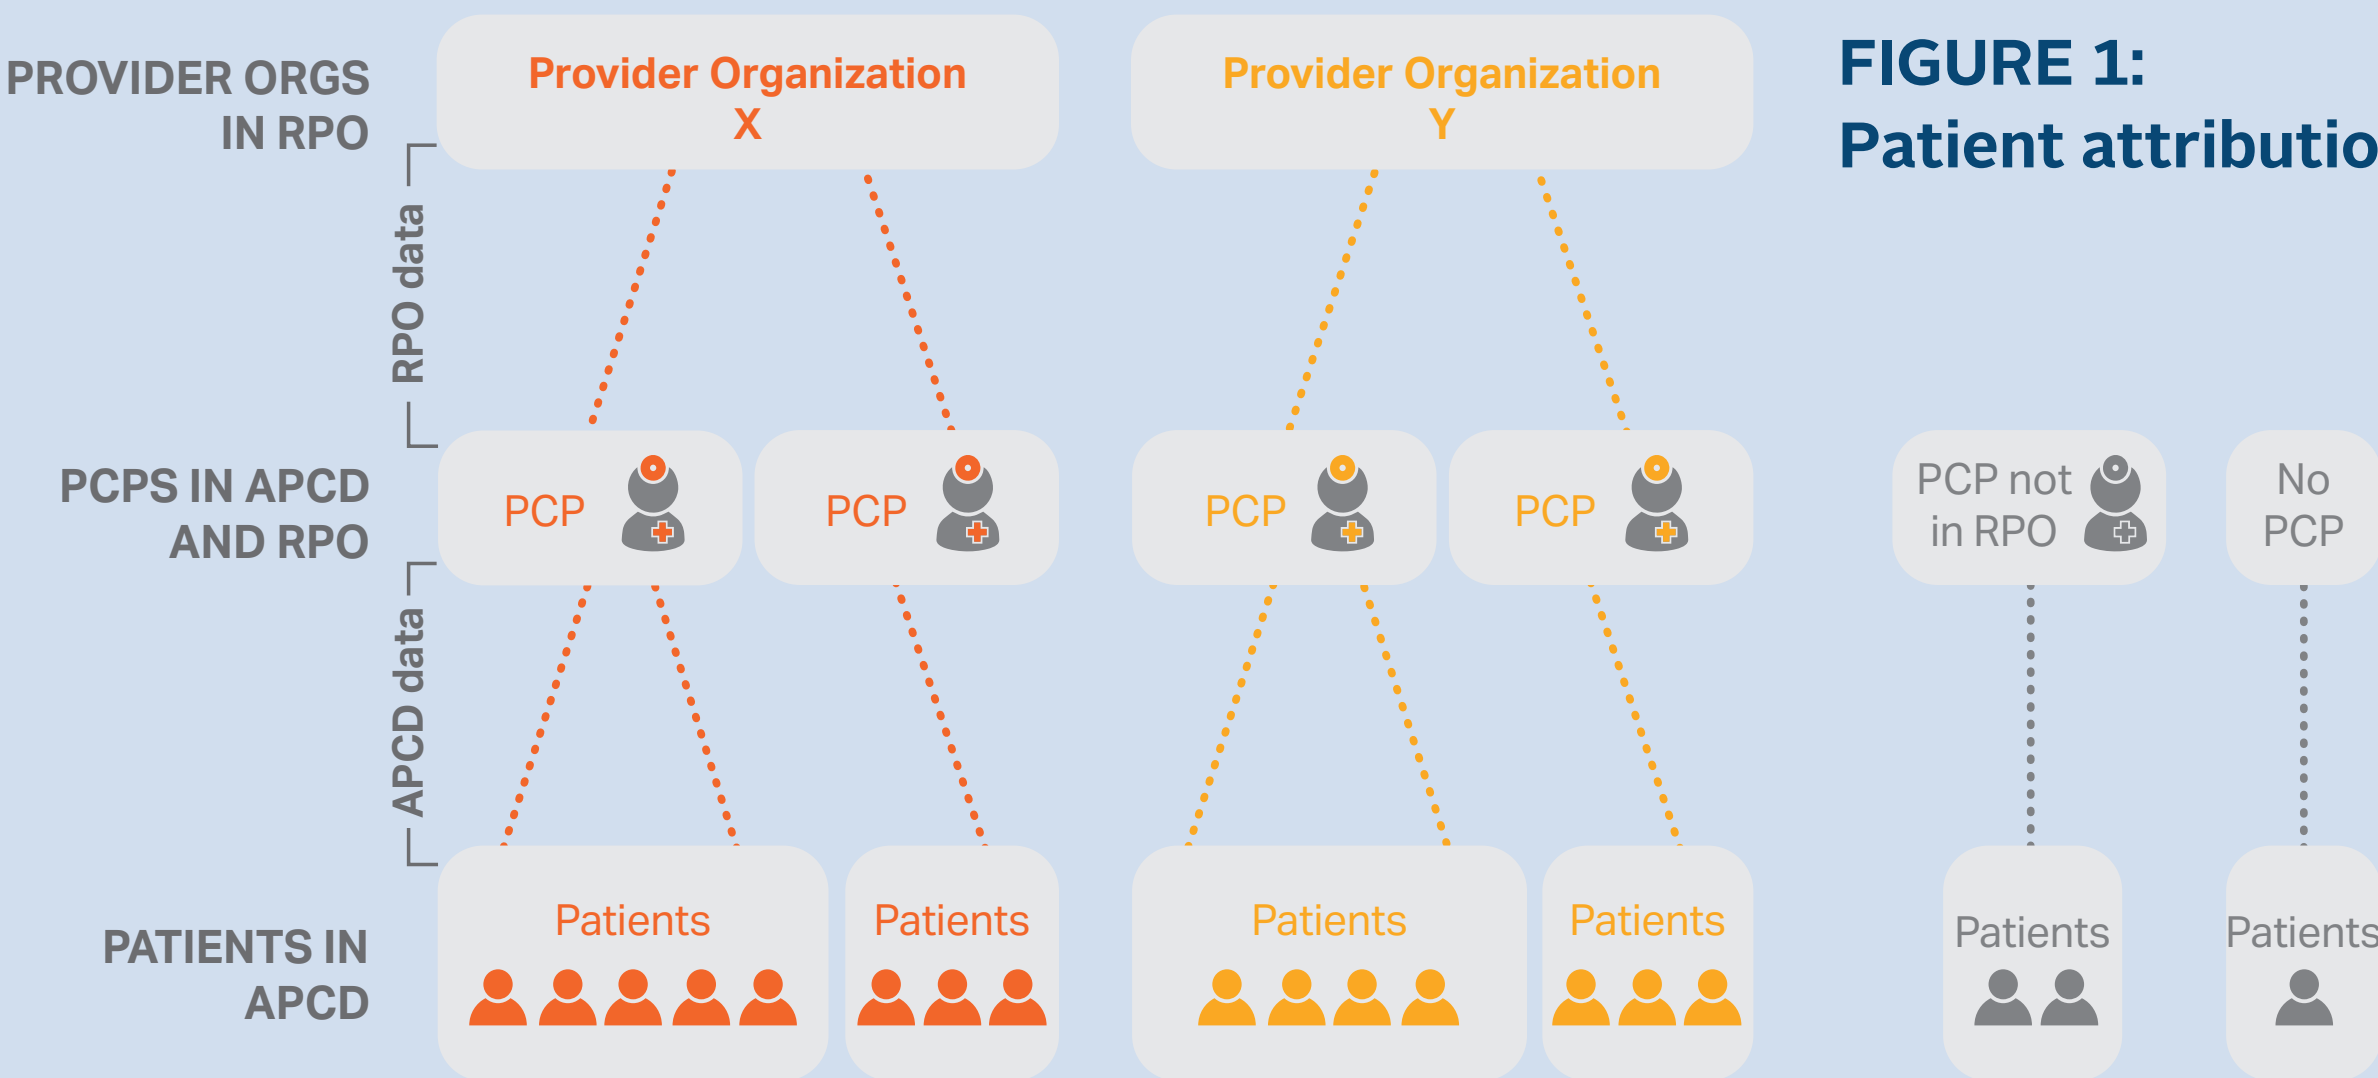 PROVIDER ORGS
IN RPO
Provider Organization
X
Provider Organization
Y
FIGURE 1:
Patient attributio
RPO data
PCPS IN APCD
AND RPO
PCP
PCP
PCP
PCP
PCP not
in RPO
No
PCP
APCD data
PATIENTS IN
APCD
Patients
Patients
Patients
Patients
Patients
Patients